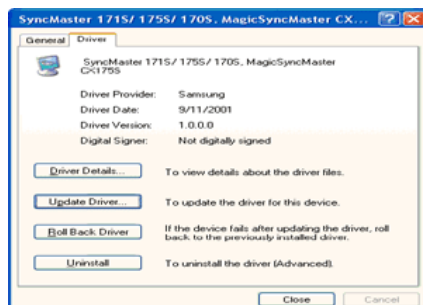 SyncMaster 171S/ 175S/ 170S, MagicSyncMaster CX...
General Driver
SyncMaster 171S/ 175S/ 170S, MagicSyncMaster
CX175S
Driver Provider: Samsung
Driver Date: 9/11/2001
Driver Version: 1.0.0.0
Digital Signer: Not digitally signed
Driver Details... To view details about the driver files.
Update Driver... To update the driver for this device.
Roll Back Driver If the device fails after updating the driver, roll
back to the previously installed driver.
Uninstall To uninstall the driver (Advanced).
Close Cancel